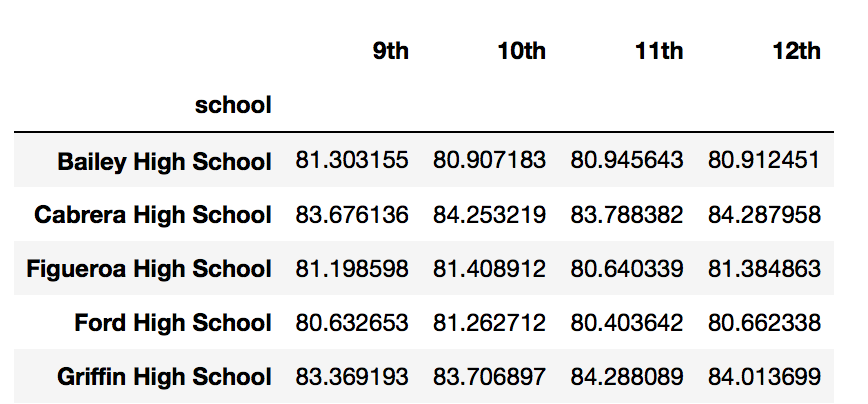 9th 10th 11th 12th
school
Bailey High School 81.303155 80.907183 80.945643 80.912451
Cabrera High School 83.676136 84.253219 83.788382 84.287958
Figueroa High School 81.198598 81.408912 80.640339 81.384863
Ford High School 80.632653 81.262712 80.403642 80.662338
Griffin High School 83.369193 83.706897 84.288089 84.013699